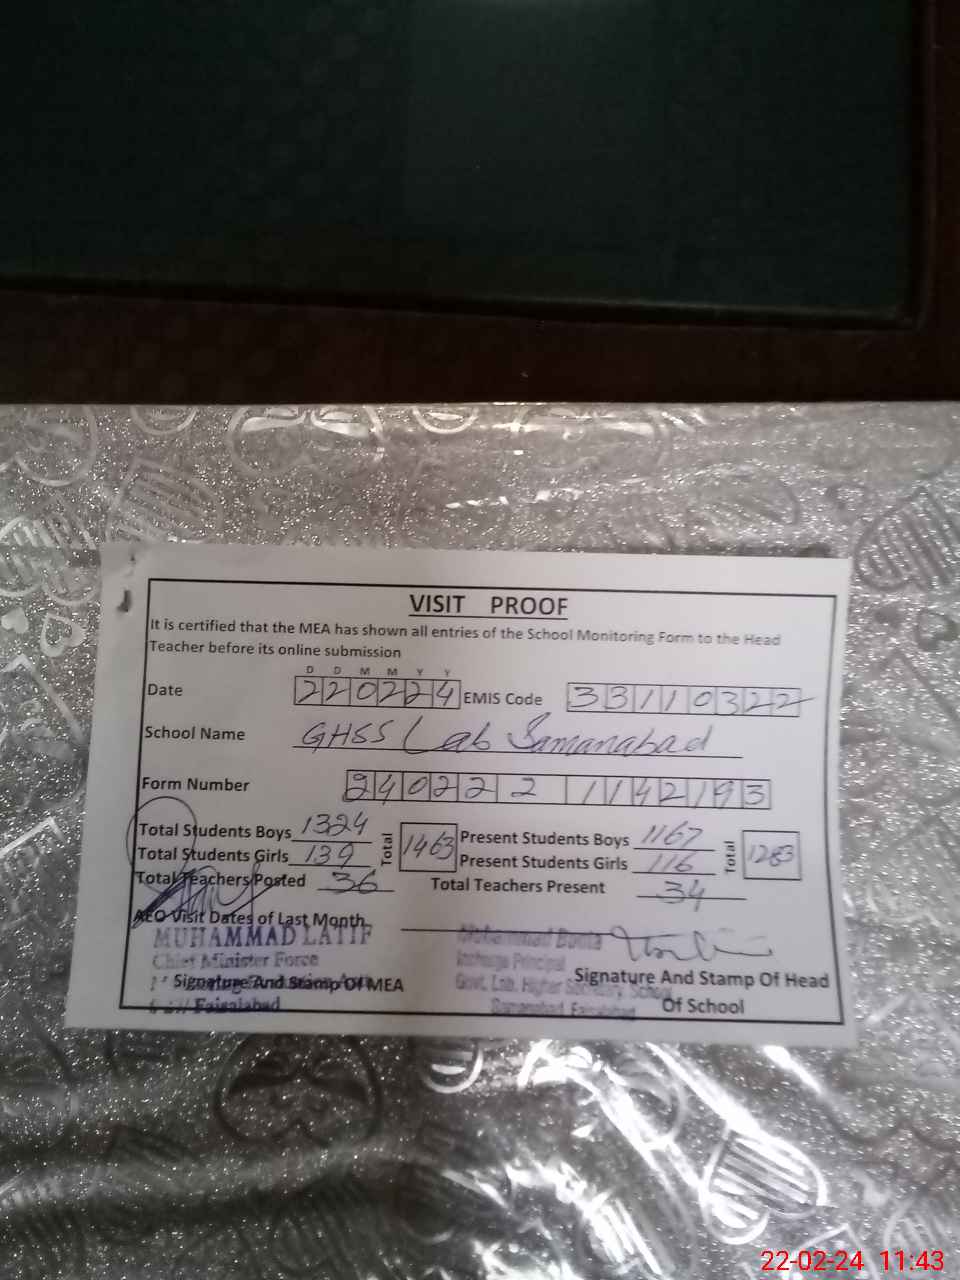 VISIT PROOF
It is certified that the MEA has shown all entries of the School Monitoring Form to the Head
Teacher before its online submission
D D M M Y Y
Date 220224 EMIS Code 33110322
School Name GHSS Lab Samanabad
Form Number 2402221142193
Total Students Boys 1324 Total 1463 Present Students Boys 1167 Total 1283
Total Students Girls 139 Present Students Girls 116
Total Teachers Posted 36 Total Teachers Present 34
AEO Visit Dates of Last Month
MUHAMMAD LATIF
Chief Minister Force
Signature And Stamp Of MEA
Faisalabad
Muhammad Boota
Incharge Principal
Govt. Lab. Higher Secondary School
Samanabad, Faisalabad
Signature And Stamp Of Head
Of School
22-02-24 11:43